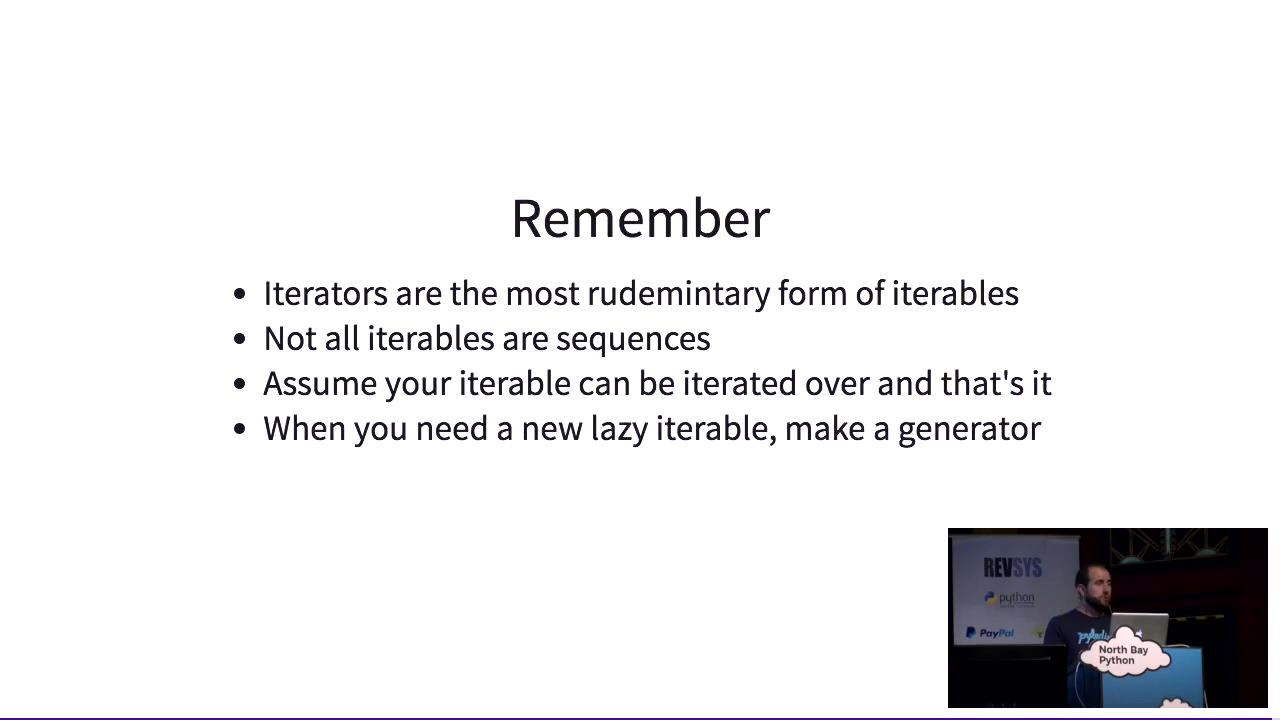 Remember
• Iterators are the most rudemintary form of iterables
• Not all iterables are sequences
• Assume your iterable can be iterated over and that's it
• When you need a new lazy iterable, make a generator
REVSYS
python
PayPal
North Bay
Python